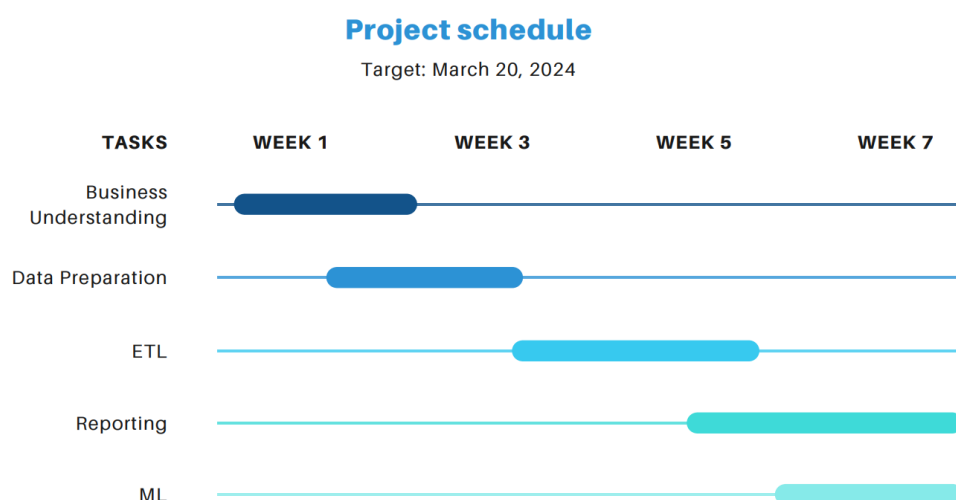 Project schedule
Target: March 20, 2024
TASKS WEEK 1 WEEK 3 WEEK 5 WEEK 7
Business
Understanding
Data Preparation
ETL
Reporting
ML